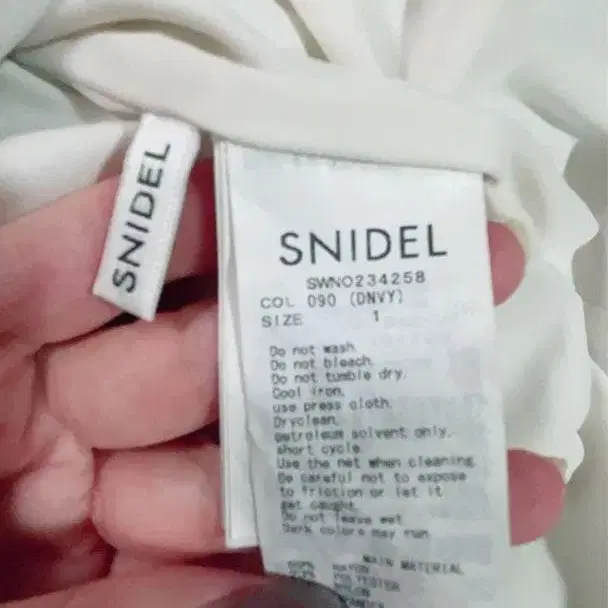 SNIDEL
SNIDEL
SWNO234258
COL 090 (DNVY)
SIZE 1
Do not wash.
Do not bleach.
Do not tumble dry.
Cool iron,
use press cloth.
Dryclean,
petroleum solvent only,
short cycle.
Use the net when cleaning.
Be careful not to expose
to friction or let it
get caught.
Do not leave wet.
Dark colors may run.
MAIN MATERIAL
RAYON
POLYESTER
NYLON